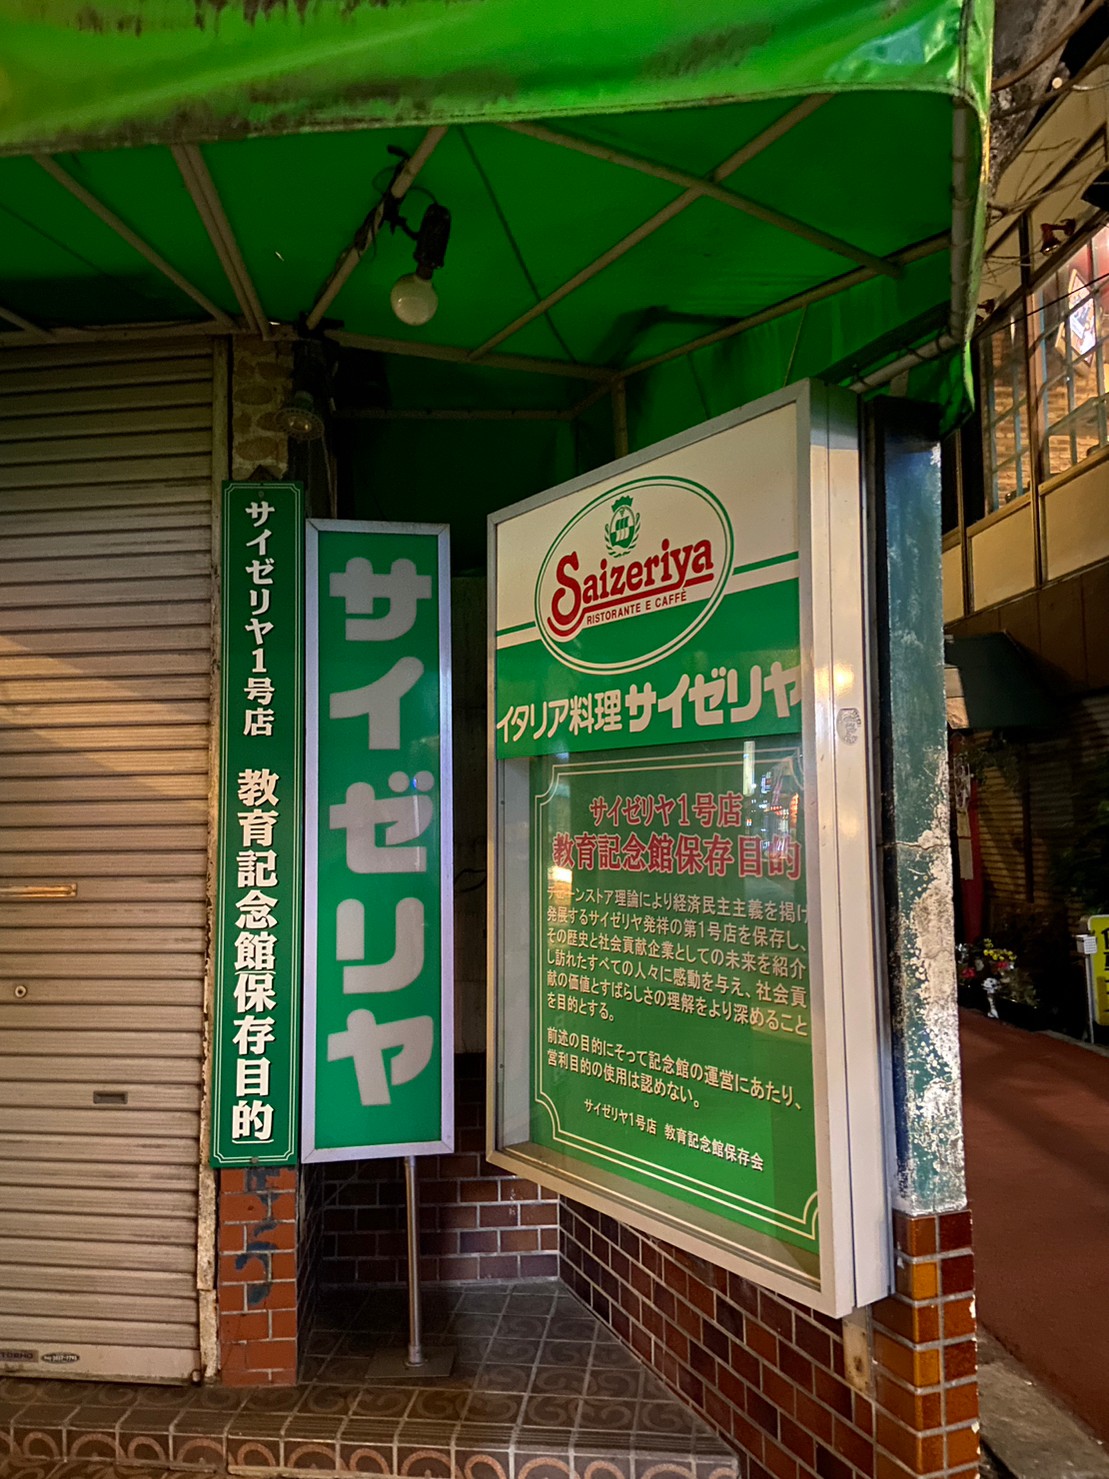 サイゼリヤ1号店 教育記念館保存目的
サイゼリヤ
Saizeriya
RISTORANTE E CAFFÉ
イタリア料理サイゼリヤ
サイゼリヤ1号店
教育記念館保存目的
チェーンストア理論により経済民主主義を掲げ
発展するサイゼリヤ発祥の第1号店を保存し、
その歴史と社会貢献企業としての未来を紹介
し訪れたすべての人々に感動を与え、社会貢
献の価値とすばらしさの理解をより深めること
を目的とする。
前述の目的にそって記念館の運営にあたり、
営利目的の使用は認めない。
サイゼリヤ1号店 教育記念館保存会